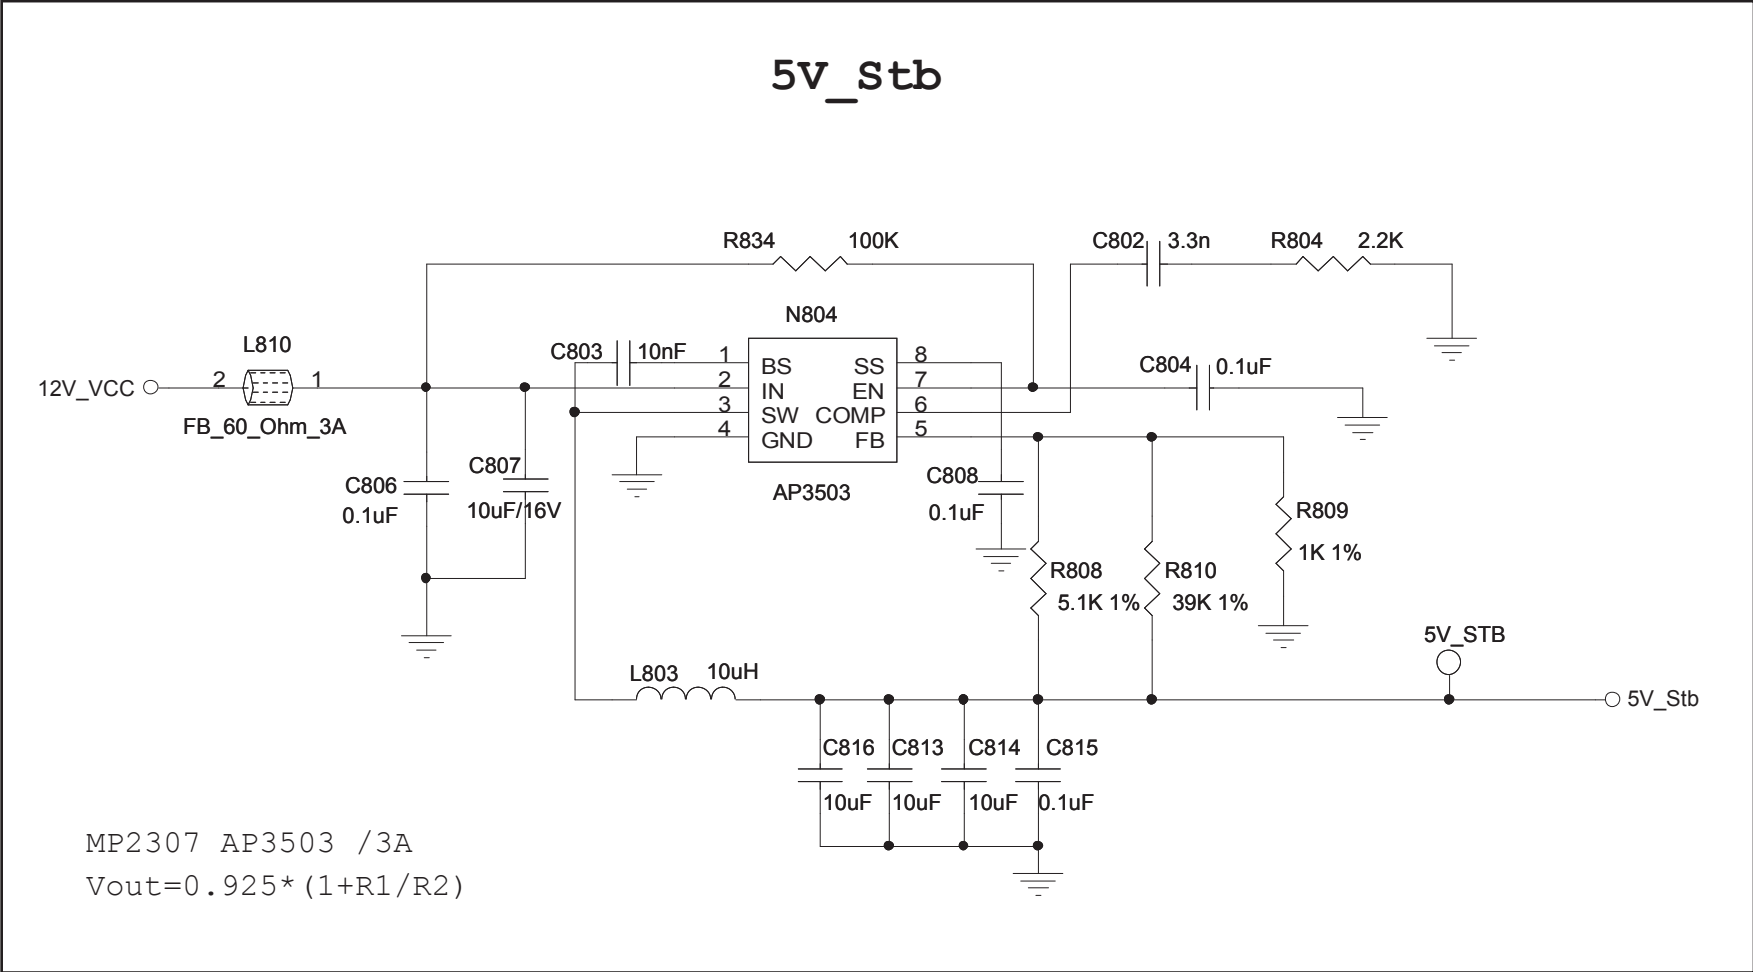 5V_Stb
R834 100K
C802 3.3n R804 2.2K
N804
L810
C803 10nF 1 BS SS 8
C804 0.1uF
12V_VCC 2 1 2 IN EN 7
3 SW COMP 6
FB_60_Ohm_3A
4 GND FB 5
C806 C807 AP3503 C808
0.1uF 10uF/16V 0.1uF
R809
1K 1%
R808 R810
5.1K 1% 39K 1%
5V_STB
L803 10uH
5V_Stb
C816 C813 C814 C815
10uF 10uF 10uF 0.1uF
MP2307 AP3503 /3A
Vout=0.925*(1+R1/R2)